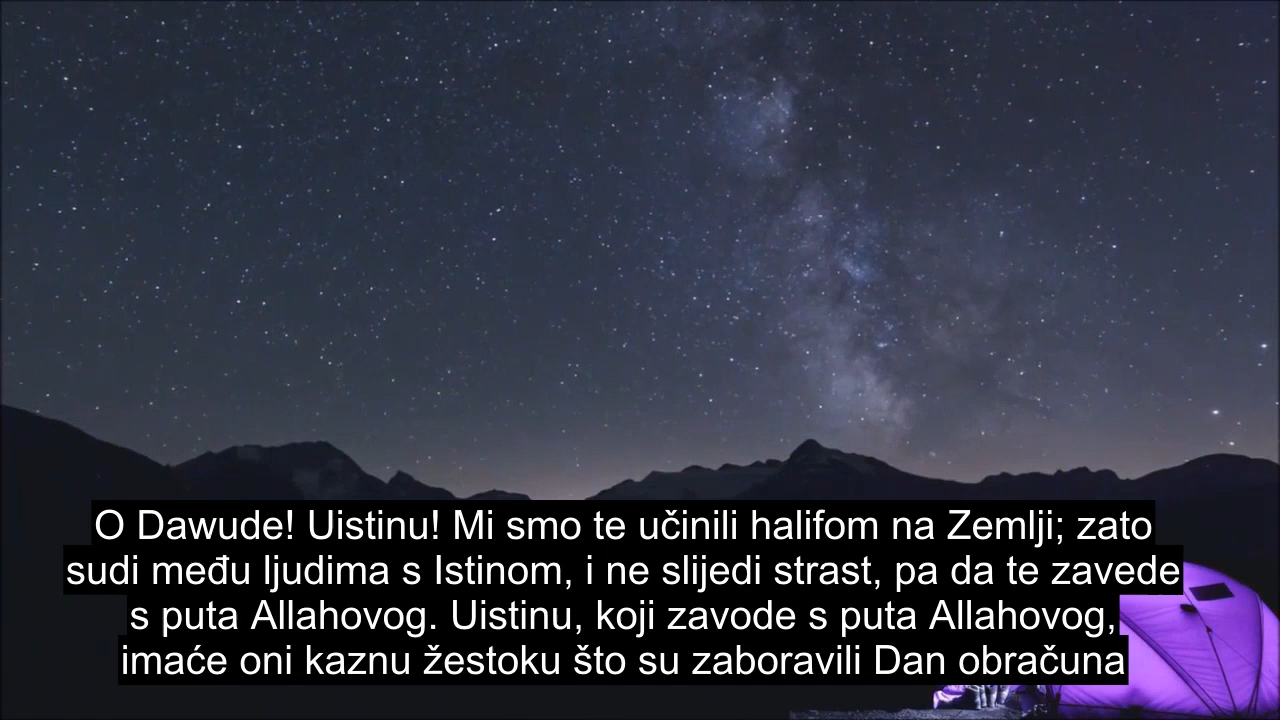 O Dawude! Uistinu! Mi smo te učinili halifom na Zemlji; zato
sudi među ljudima s Istinom, i ne slijedi strast, pa da te zavede
s puta Allahovog. Uistinu, koji zavode s puta Allahovog,
imaće oni kaznu žestoku što su zaboravili Dan obračuna